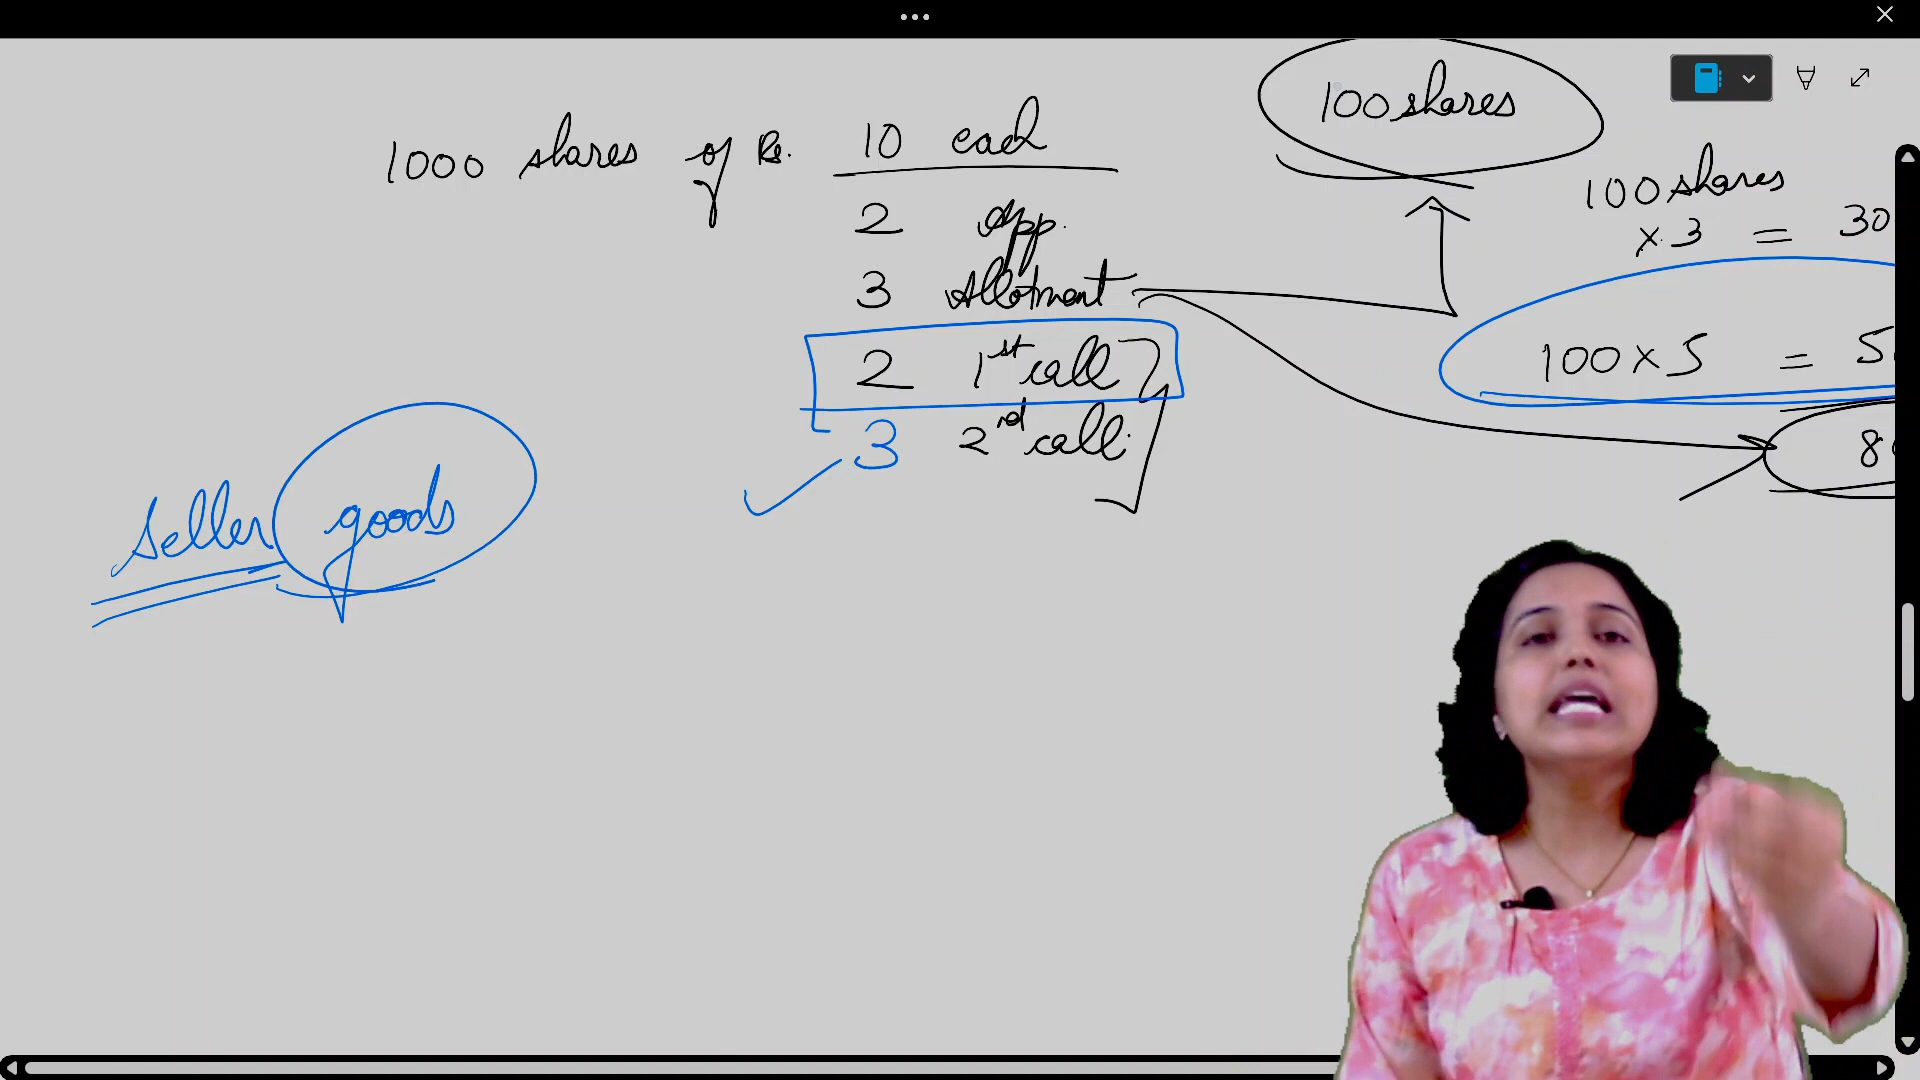 1000 shares of Rs. 10 each
2 App.
3 Allotment
2 1st call
3 2nd call
100 shares
100 shares
x 3 = 30
100 x 5 = 5
8
Seller goods